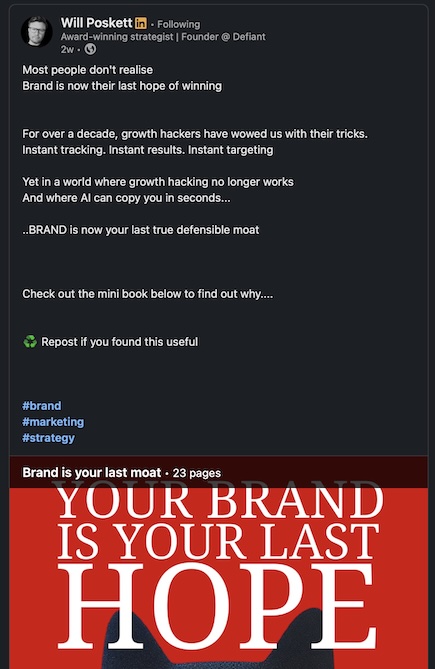 Will Poskett in • Following
Award-winning strategist | Founder @ Defiant
2w •
Most people don't realise
Brand is now their last hope of winning
For over a decade, growth hackers have wowed us with their tricks.
Instant tracking. Instant results. Instant targeting
Yet in a world where growth hacking no longer works
And where AI can copy you in seconds...
..BRAND is now your last true defensible moat
Check out the mini book below to find out why....
♻️ Repost if you found this useful
#brand
#marketing
#strategy
Brand is your last moat • 23 pages
YOUR BRAND
IS YOUR LAST
HOPE